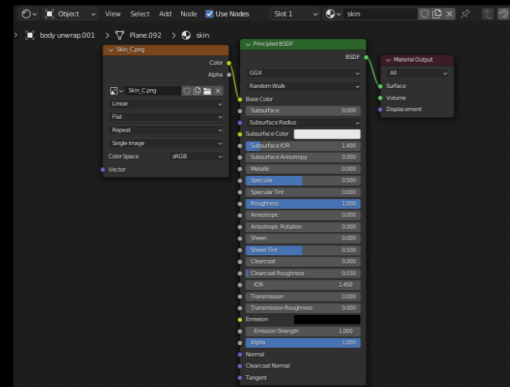 Object View Select Add Node Use Nodes Slot 1 skin
body unwrap.001 > Plane.092 > skin
Skin_C.png
Color
Alpha
Skin_C.png
Linear
Flat
Repeat
Single Image
Color Space sRGB
Vector
Principled BSDF
BSDF
GGX
Random Walk
Base Color
Subsurface 0.000
Subsurface Radius
Subsurface Color
Subsurface IOR 1.400
Subsurface Anisotropy 0.000
Metallic 0.000
Specular 0.500
Specular Tint 0.000
Roughness 1.000
Anisotropic 0.000
Anisotropic Rotation 0.000
Sheen 0.000
Sheen Tint 0.500
Clearcoat 0.000
Clearcoat Roughness 0.030
IOR 1.450
Transmission 0.000
Transmission Roughness 0.000
Emission
Emission Strength 1.000
Alpha 1.000
Normal
Clearcoat Normal
Tangent
Material Output
All
Surface
Volume
Displacement